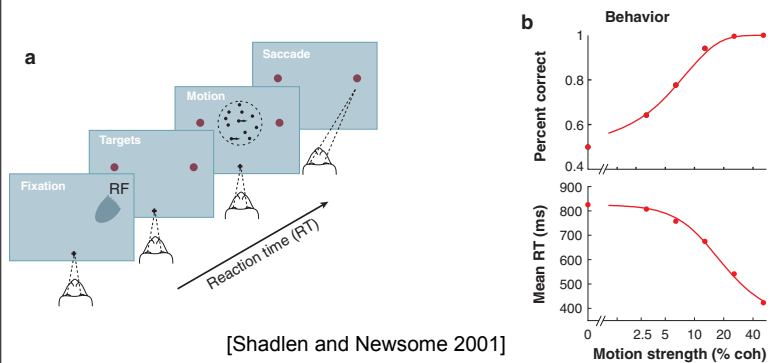 a
Fixation
RF
Targets
Motion
Saccade
Reaction time (RT)
[Shadlen and Newsome 2001]
b
Behavior
Percent correct
1
0.8
0.6
0.4
Mean RT (ms)
900
800
700
600
500
400
0 2.5 5 10 20 40
Motion strength (% coh)